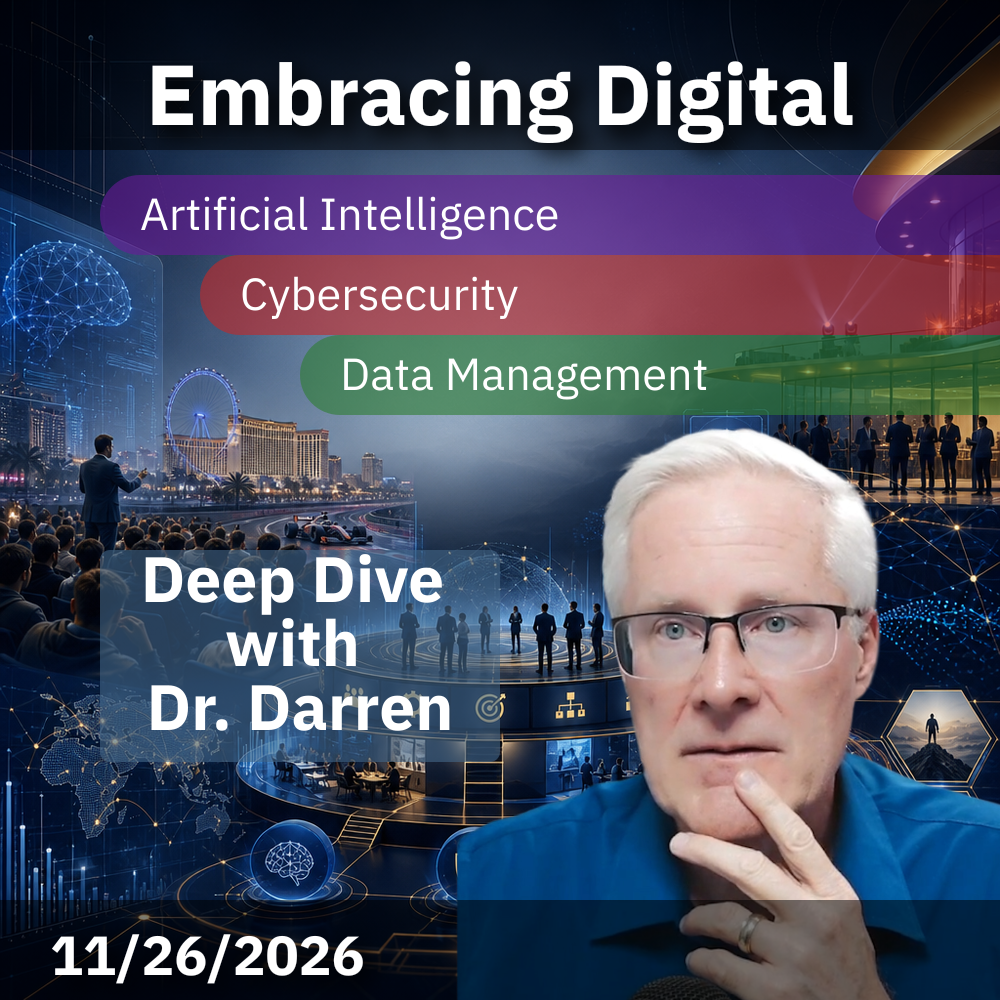 Embracing Digital
Artificial Intelligence
Cybersecurity
Data Management
Deep Dive
with
Dr. Darren
11/26/2026